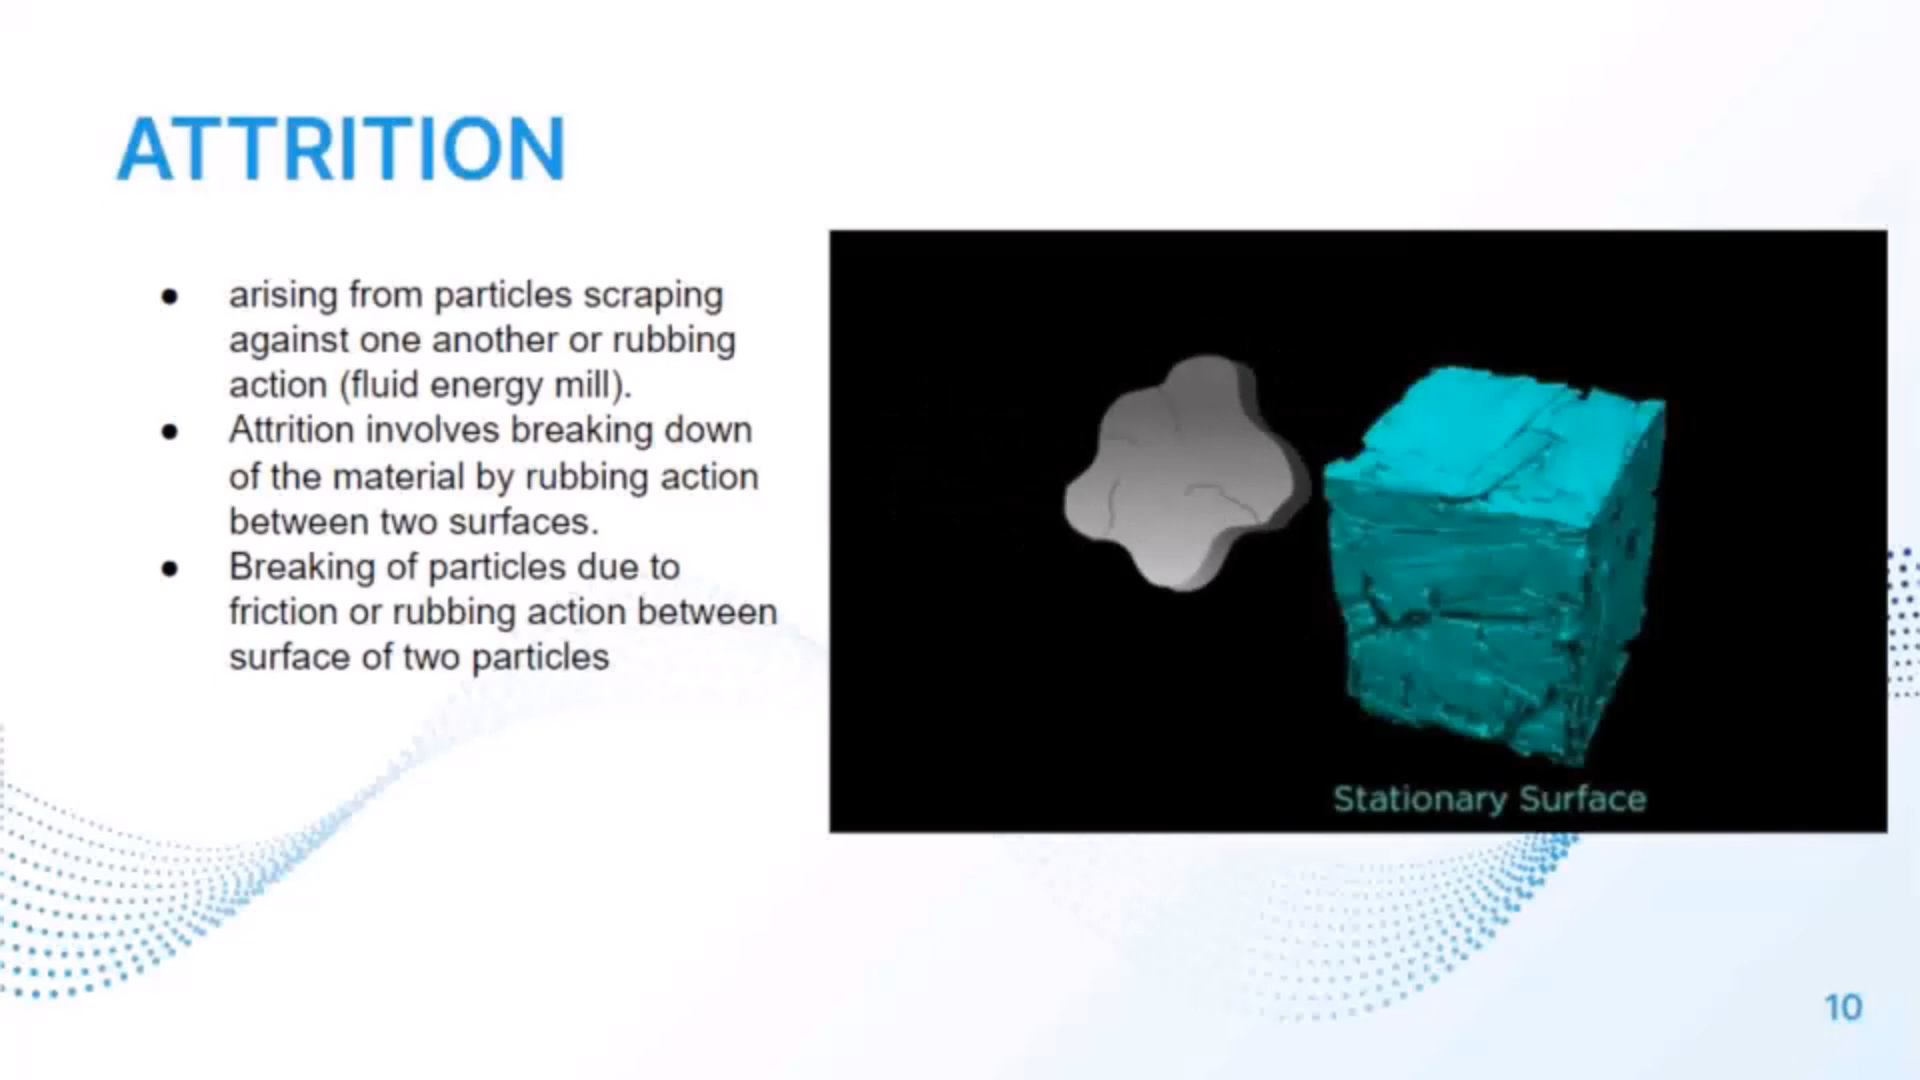 ATTRITION
● arising from particles scraping
against one another or rubbing
action (fluid energy mill).
● Attrition involves breaking down
of the material by rubbing action
between two surfaces.
● Breaking of particles due to
friction or rubbing action between
surface of two particles
Stationary Surface
10